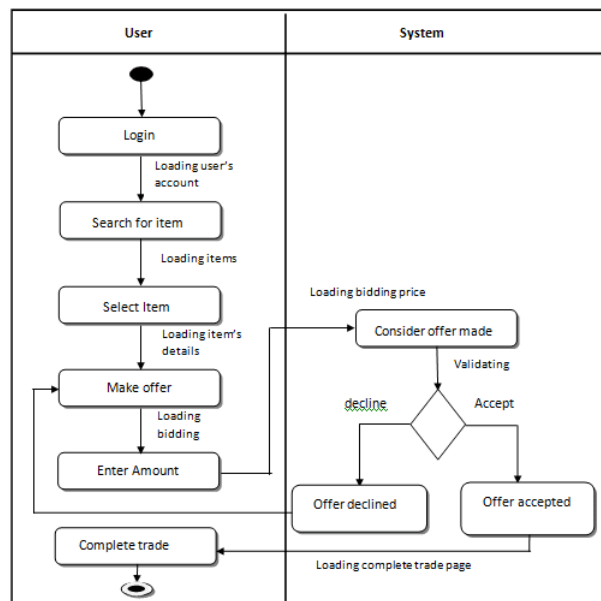 User
System
Login
Loading user's
account
Search for item
Loading items
Select Item
Loading item's
details
Make offer
Loading
bidding
Enter Amount
Loading bidding price
Consider offer made
Validating
decline
Accept
Offer declined
Offer accepted
Complete trade
Loading complete trade page